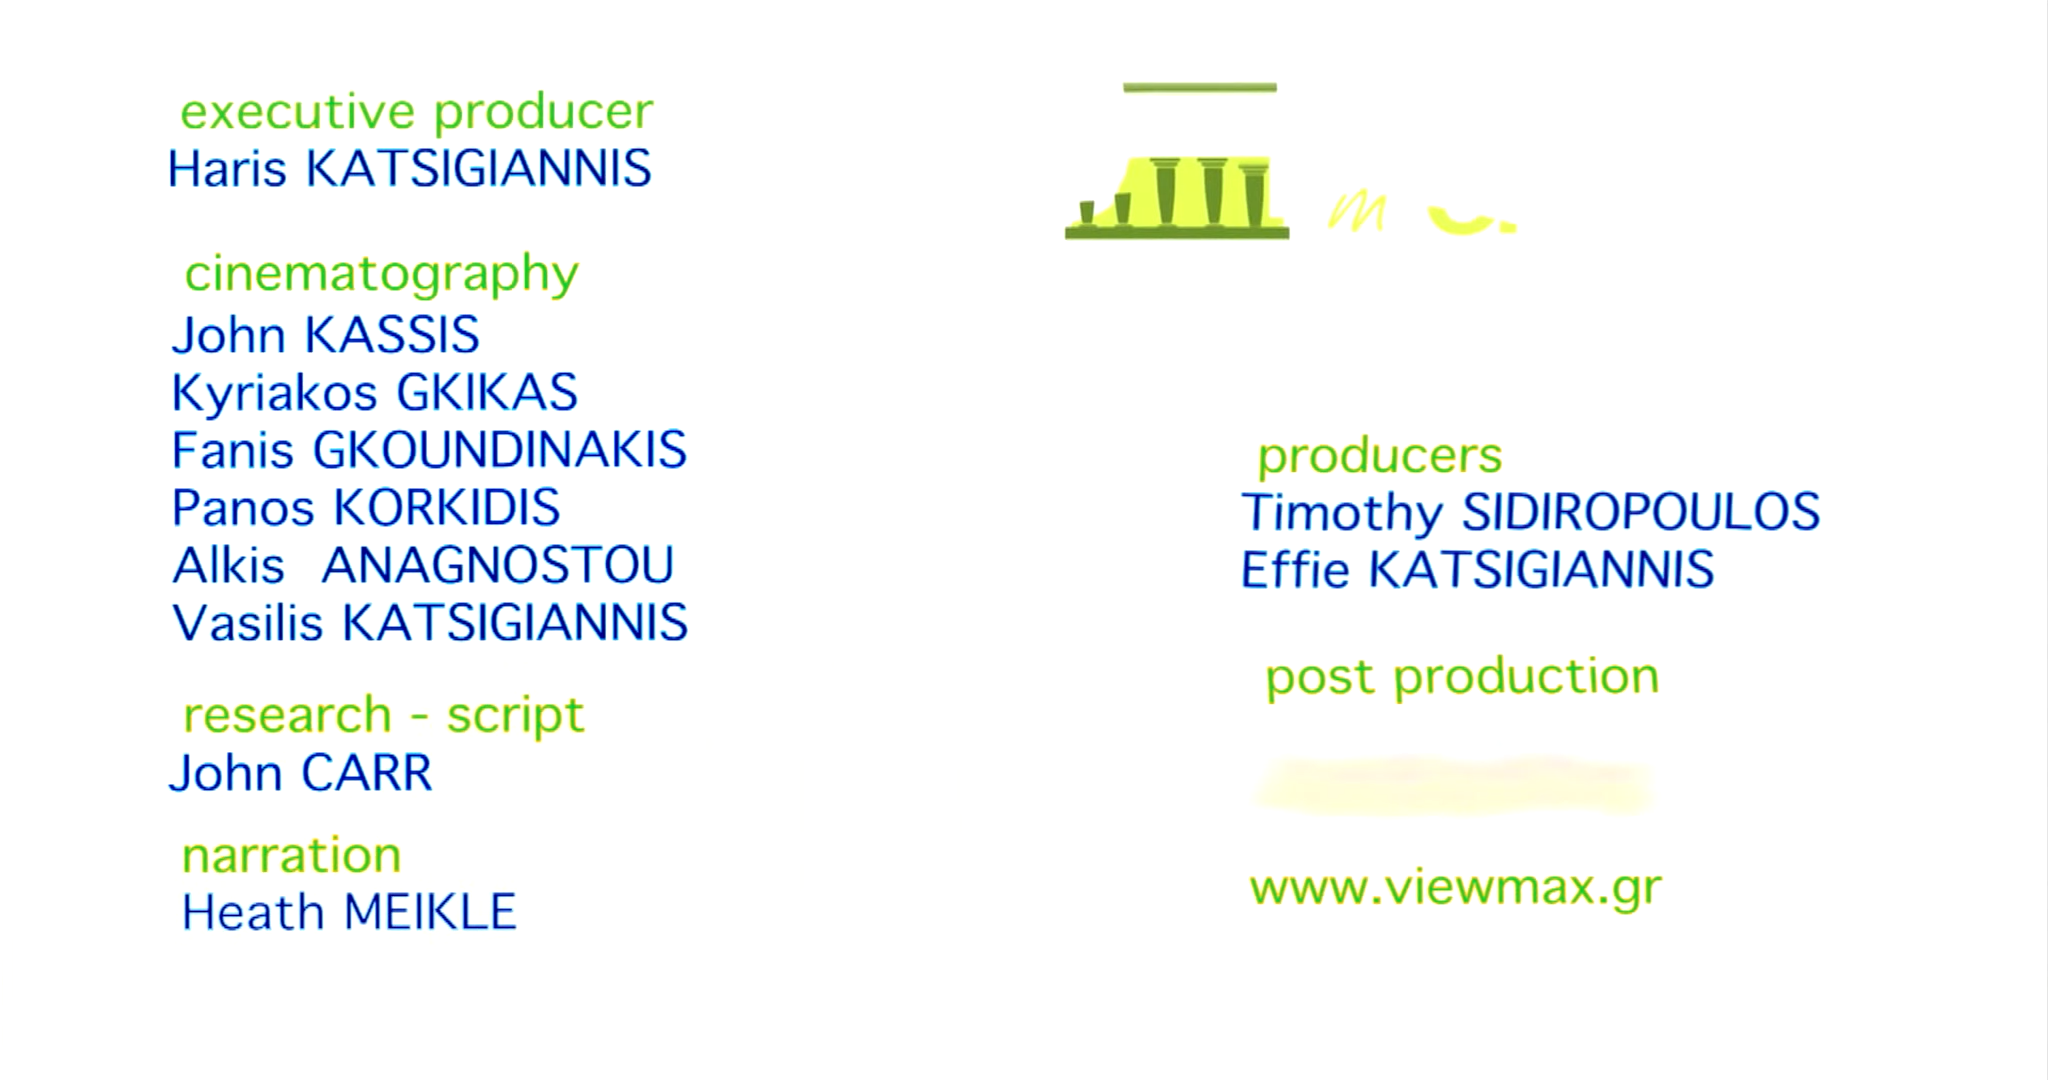 executive producer
Haris KATSIGIANNIS
cinematography
John KASSIS
Kyriakos GKIKAS
Fanis GKOUNDINAKIS
Panos KORKIDIS
Alkis ANAGNOSTOU
Vasilis KATSIGIANNIS
research - script
John CARR
narration
Heath MEIKLE
producers
Timothy SIDIROPOULOS
Effie KATSIGIANNIS
post production
www.viewmax.gr